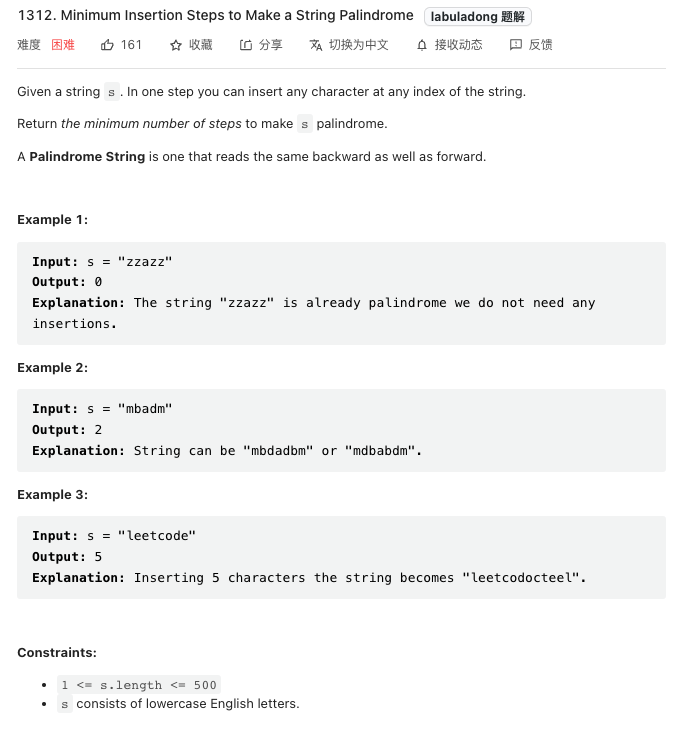 1312. Minimum Insertion Steps to Make a String Palindrome labuladong 题解
难度 困难 161 收藏 分享 切换为中文 接收动态 反馈
Given a string s . In one step you can insert any character at any index of the string.
Return the minimum number of steps to make s palindrome.
A Palindrome String is one that reads the same backward as well as forward.
Example 1:
Input: s = "zzazz"
Output: 0
Explanation: The string "zzazz" is already palindrome we do not need any
insertions.
Example 2:
Input: s = "mbadm"
Output: 2
Explanation: String can be "mbdadbm" or "mdbabdm".
Example 3:
Input: s = "leetcode"
Output: 5
Explanation: Inserting 5 characters the string becomes "leetcodocteel".
Constraints:
• 1 <= s.length <= 500
• s consists of lowercase English letters.